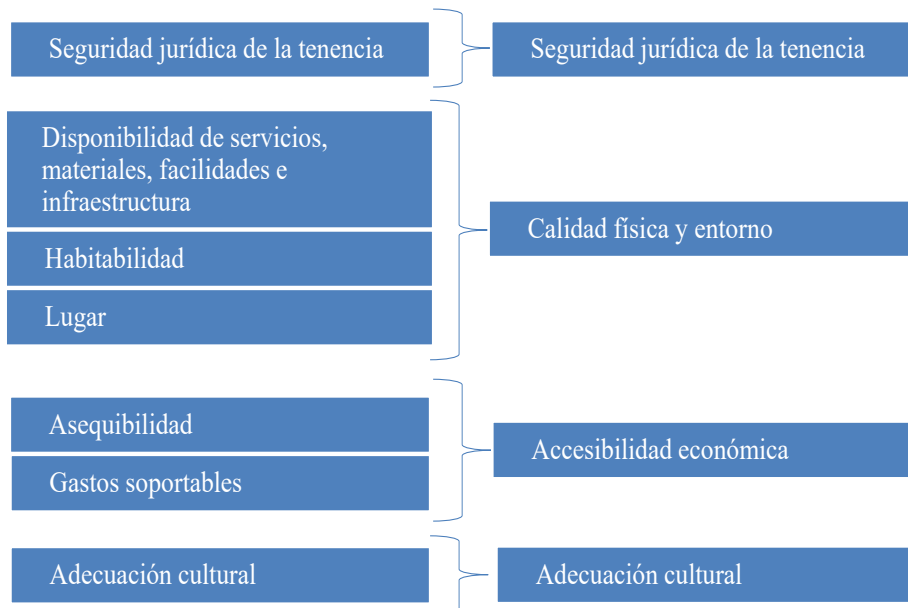 Seguridad jurídica de la tenencia
Seguridad jurídica de la tenencia
Disponibilidad de servicios,
materiales, facilidades e
infraestructura
Habitabilidad
Lugar
Calidad física y entorno
Asequibilidad
Gastos soportables
Accesibilidad económica
Adecuación cultural
Adecuación cultural